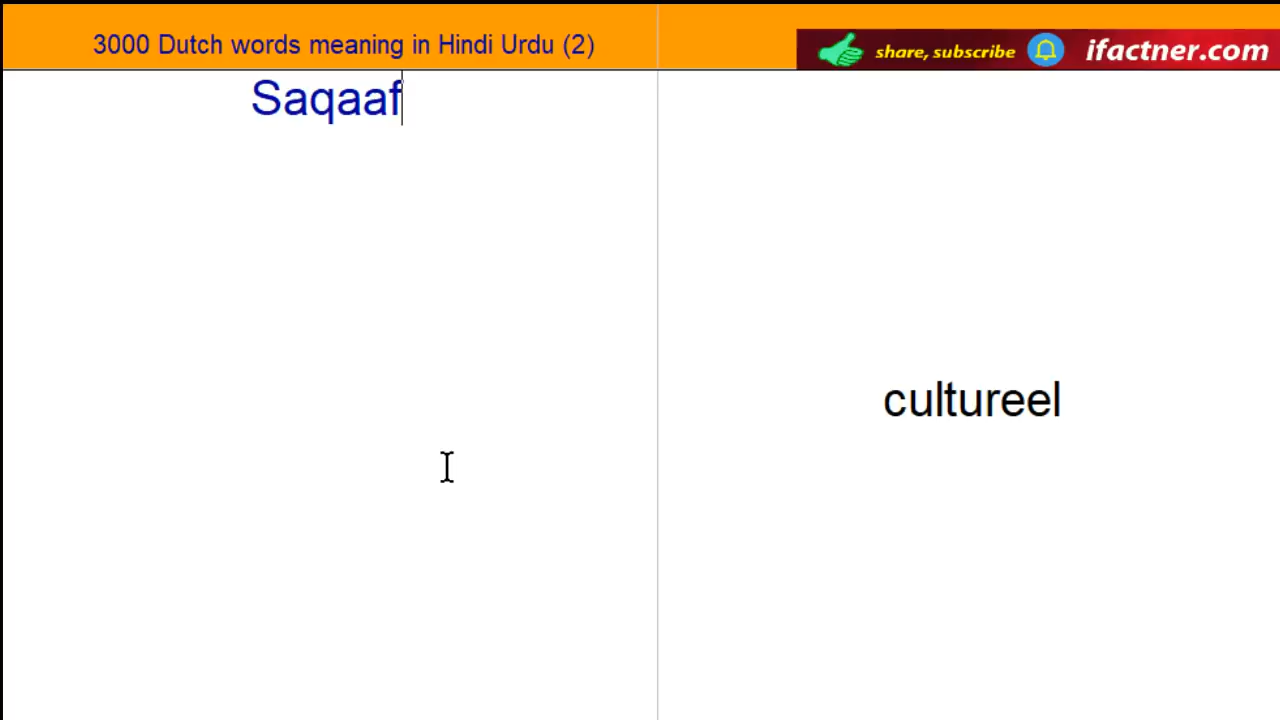 3000 Dutch words meaning in Hindi Urdu (2)
share, subscribe
ifactner.com
Saqaaf
cultureel